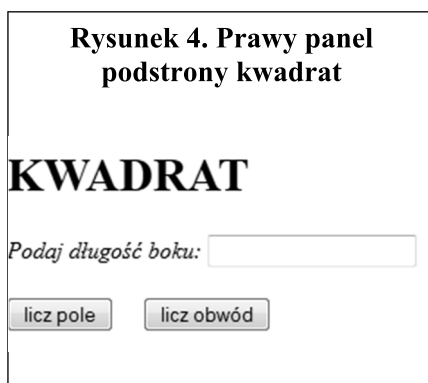 Rysunek 4. Prawy panel
podstrony kwadrat
KWADRAT
Podaj długość boku:
licz pole licz obwód